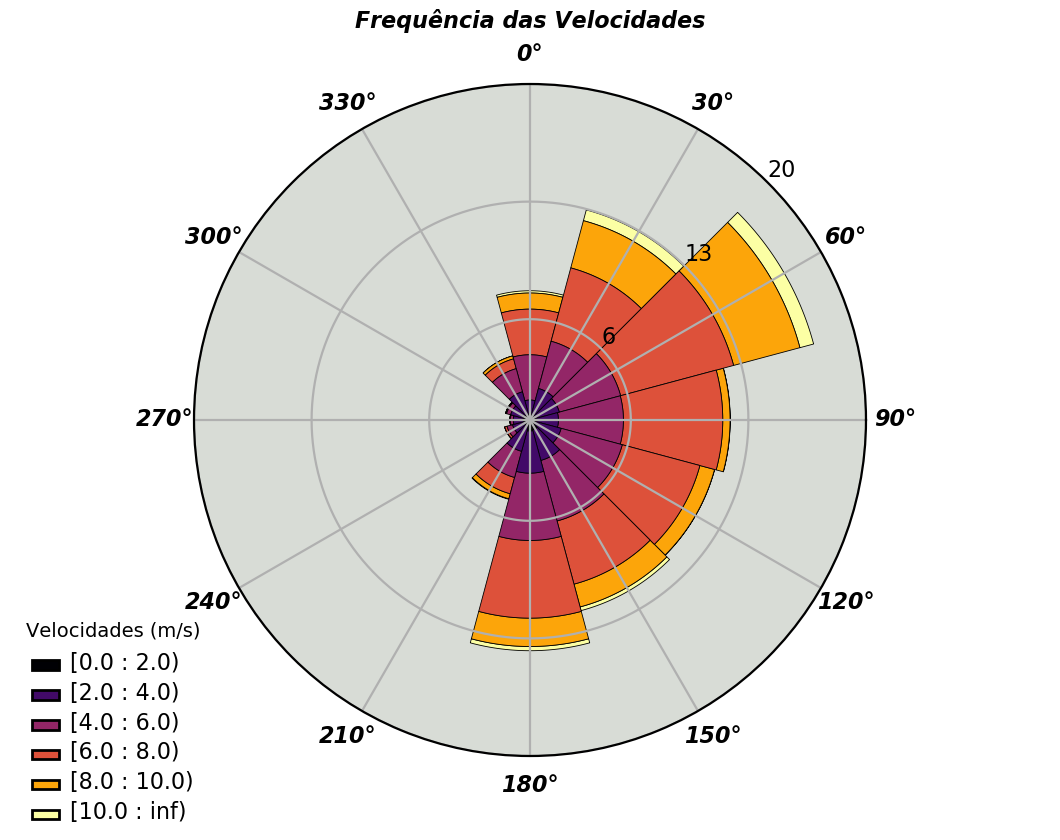 Frequência das Velocidades
0°
330°
30°
20
300°
60°
13
6
270°
90°
240°
120°
210°
150°
180°
Velocidades (m/s)
[0.0 : 2.0)
[2.0 : 4.0)
[4.0 : 6.0)
[6.0 : 8.0)
[8.0 : 10.0)
[10.0 : inf)